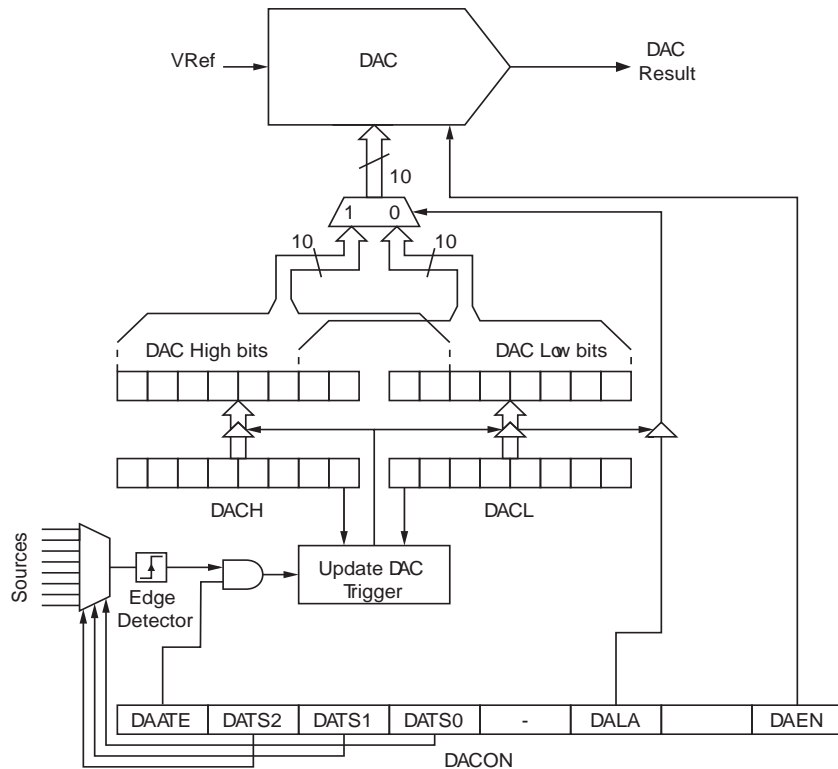 VRef
DAC
DAC
Result
10
1 0
10
10
DAC High bits
DAC Low bits
DACH
DACL
Sources
Edge
Detector
Update DAC
Trigger
DAATE DATS2 DATS1 DATS0 - DALA DAEN
DACON